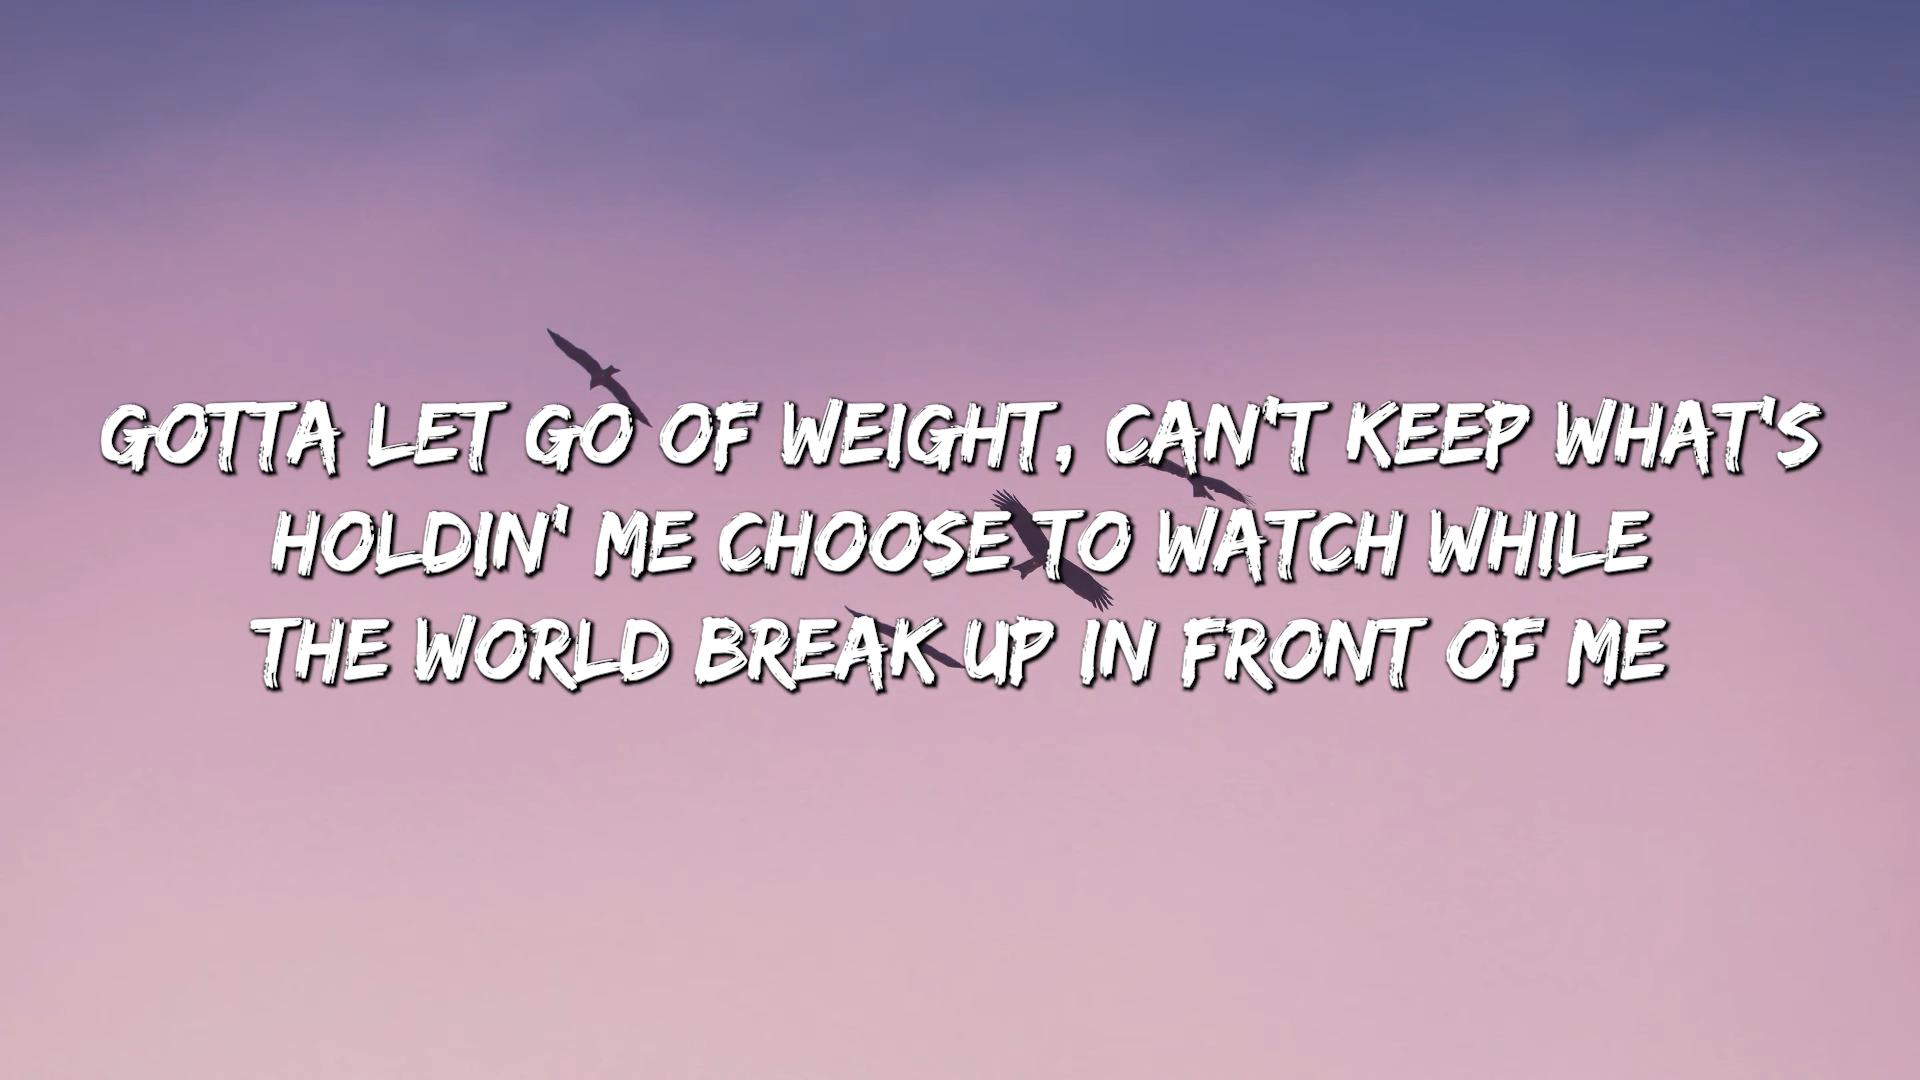 GOTTA LET GO OF WEIGHT, CAN'T KEEP WHAT'S
HOLDIN' ME CHOOSE TO WATCH WHILE
THE WORLD BREAK UP IN FRONT OF ME